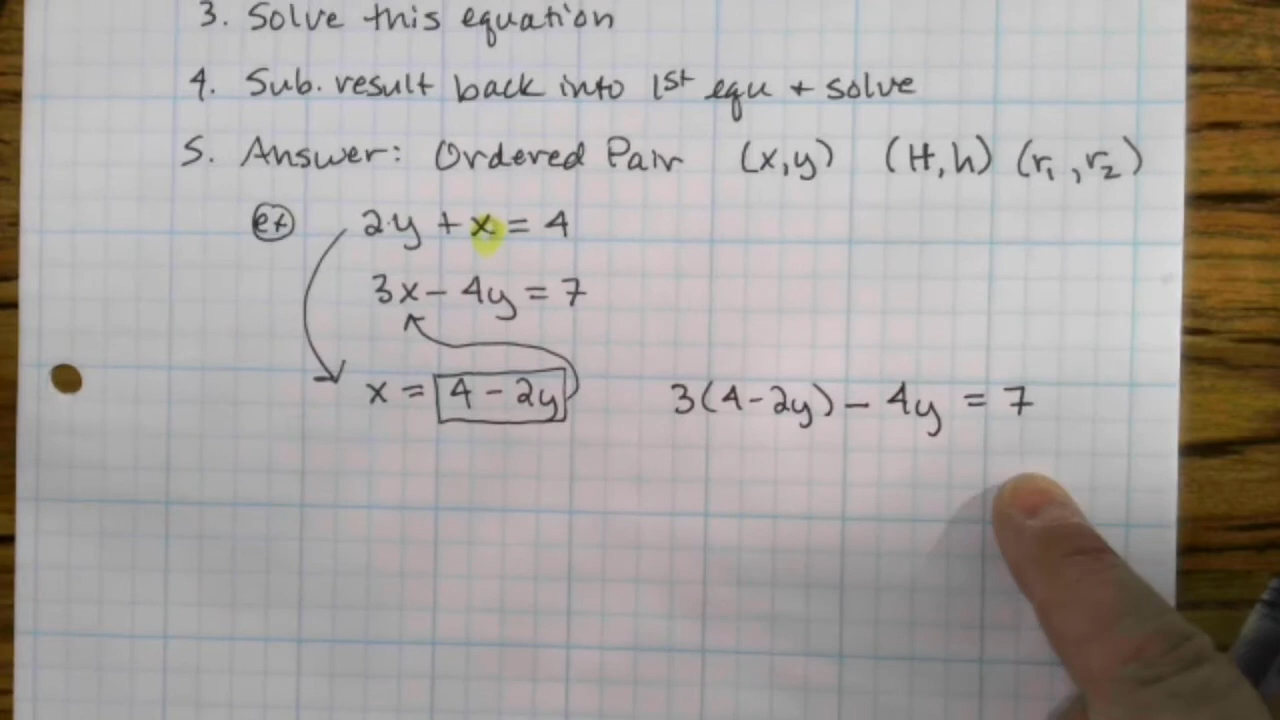 3. Solve this equation
4. Sub. result back into 1st equ + solve
5. Answer: Ordered Pair (x,y) (H,h) (r₁,r₂)
ex 2y + x = 4
3x - 4y = 7
x = 4 - 2y 3(4-2y) - 4y = 7